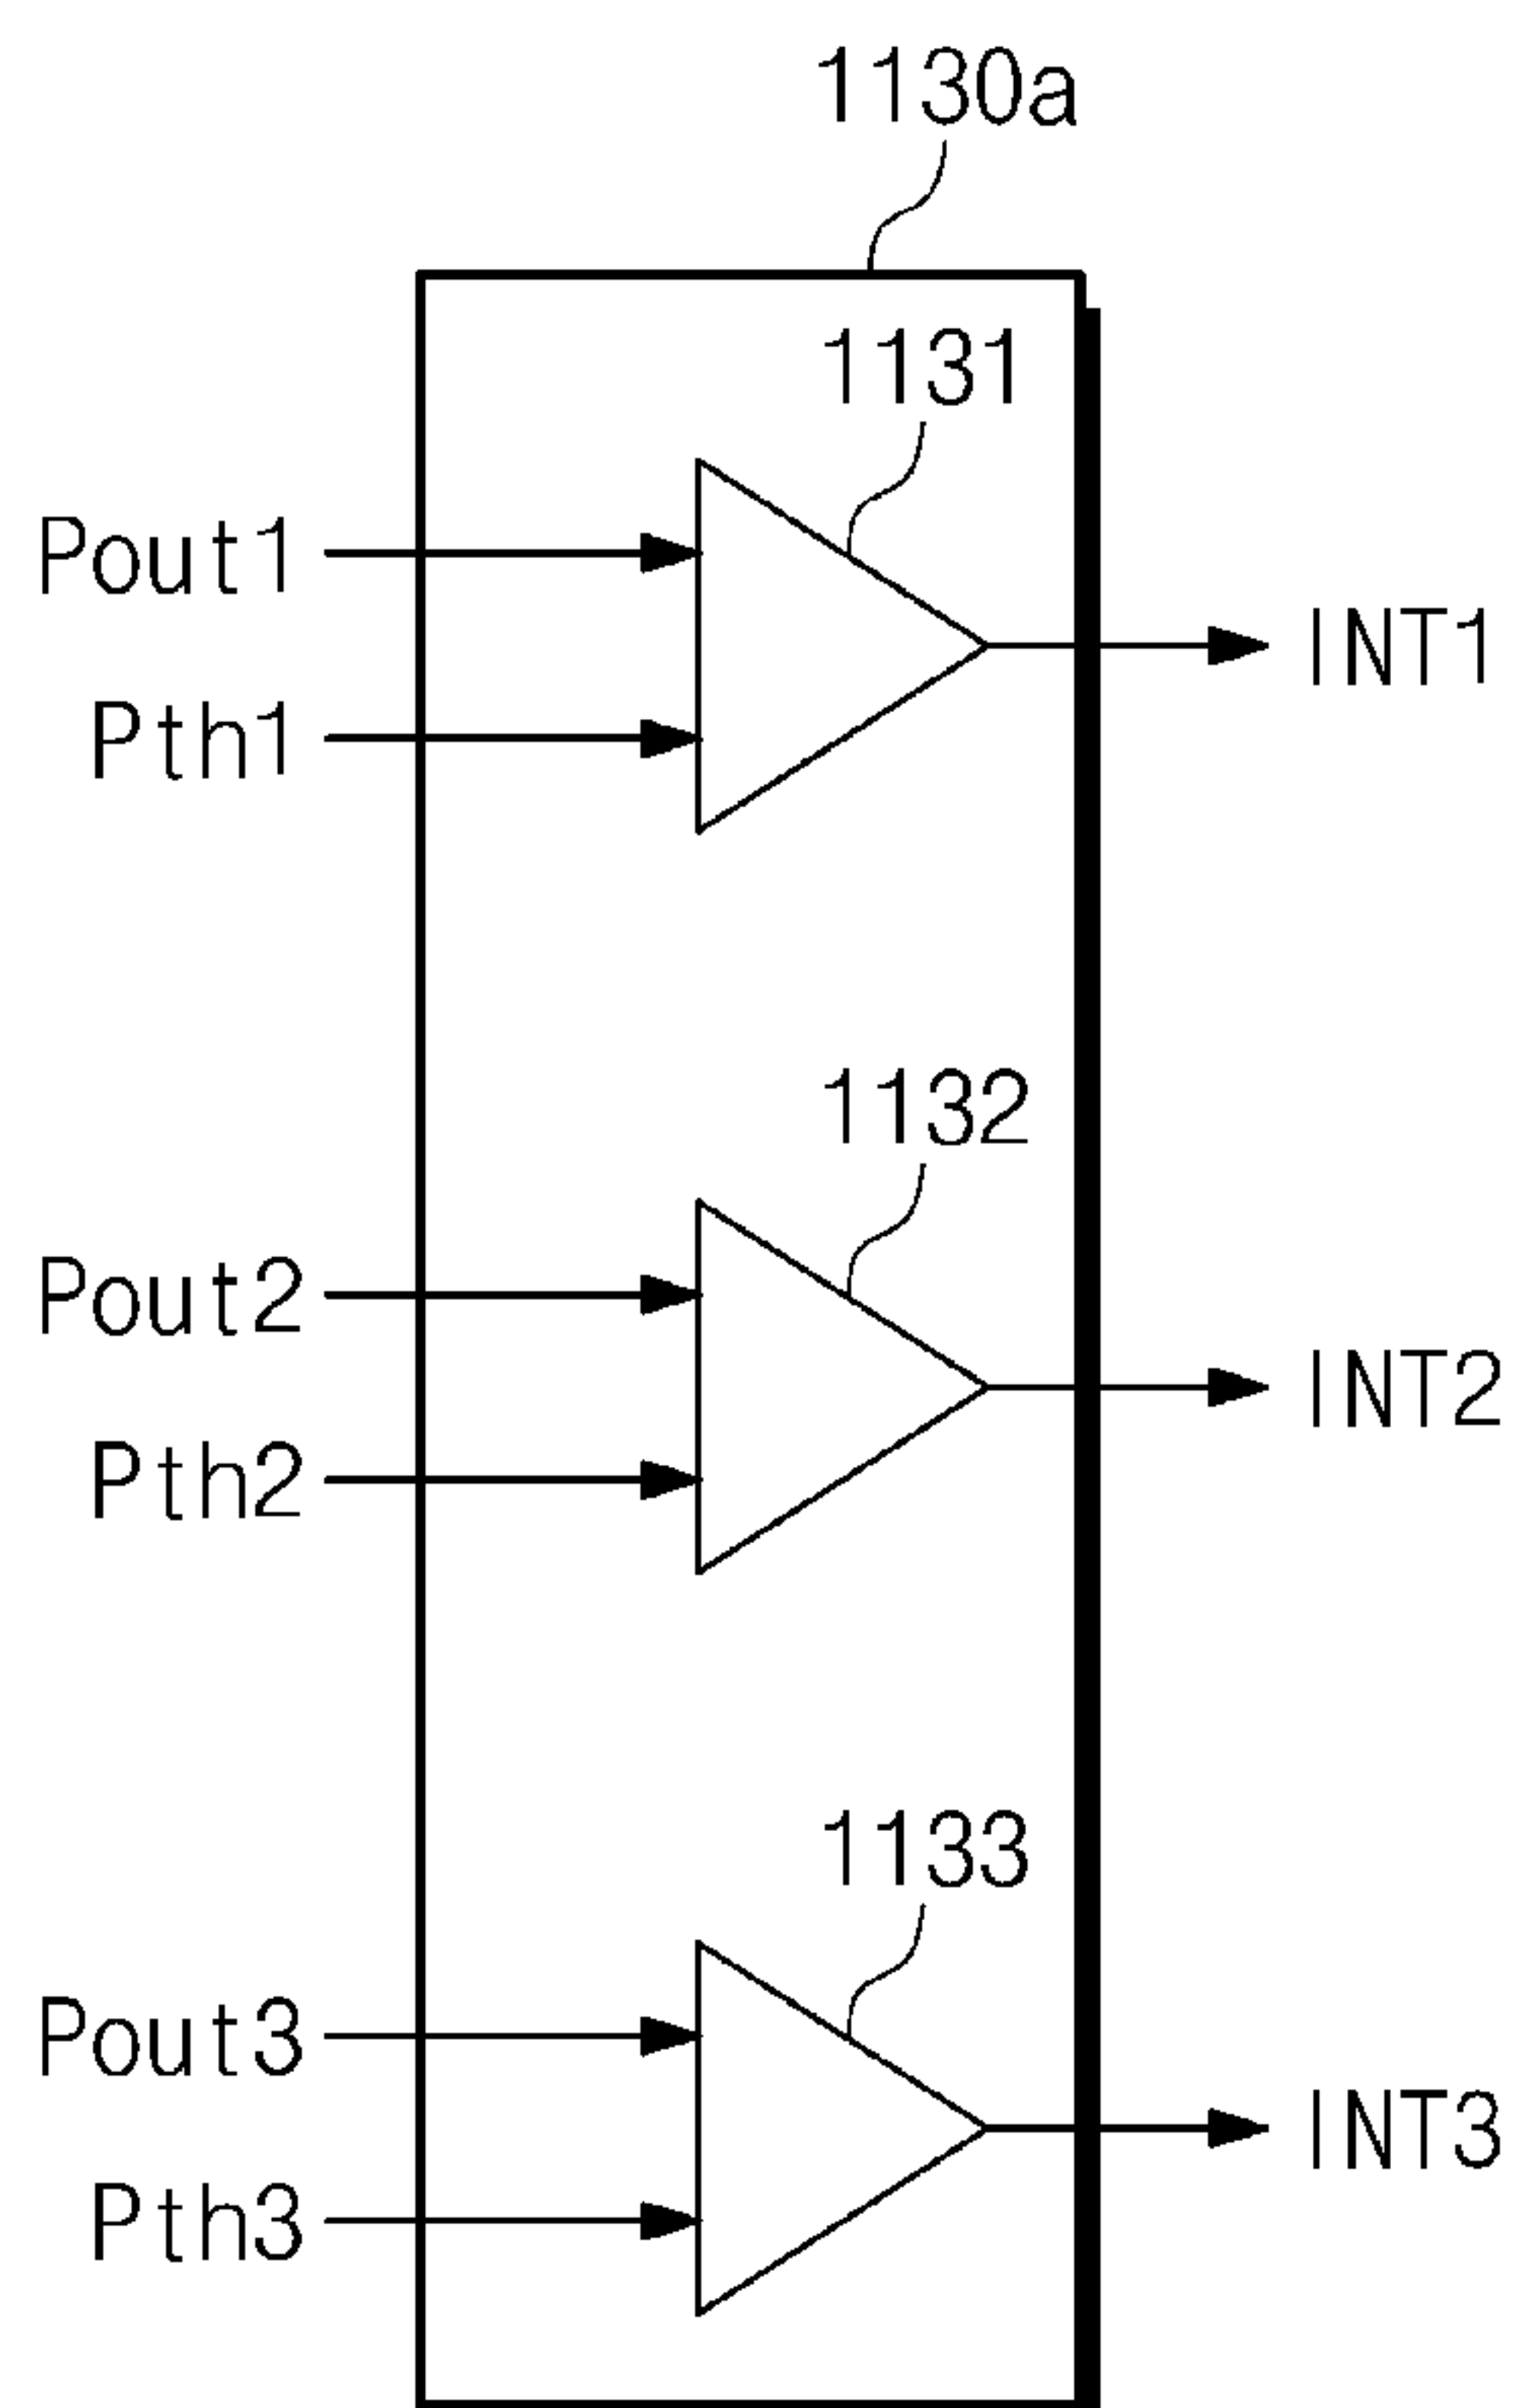 1130a
1131
Pout1
INT1
Pth1
1132
Pout2
INT2
Pth2
1133
Pout3
INT3
Pth3